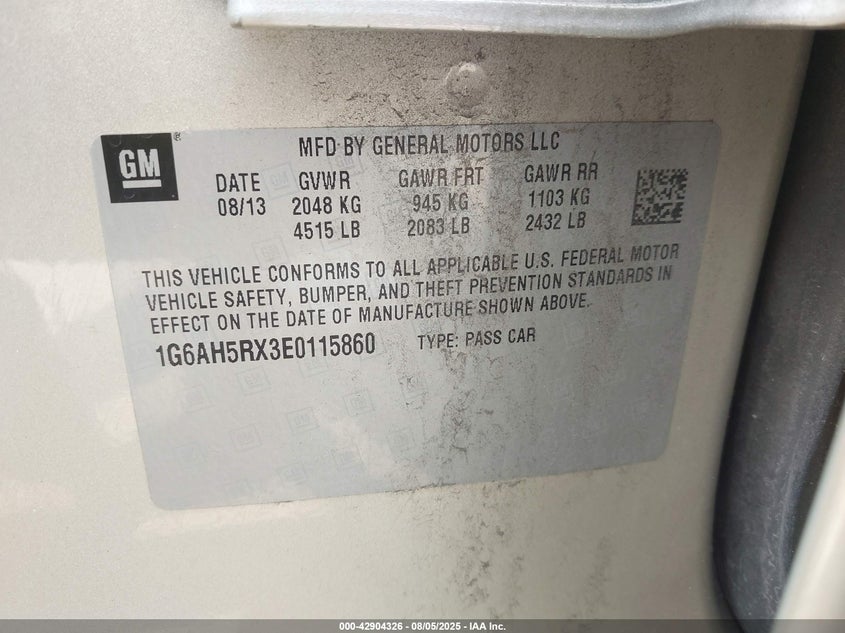 GM
MFD BY GENERAL MOTORS LLC
DATE GVWR GAWR FRT GAWR RR
08/13 2048 KG 945 KG 1103 KG
4515 LB 2083 LB 2432 LB
THIS VEHICLE CONFORMS TO ALL APPLICABLE U.S. FEDERAL MOTOR
VEHICLE SAFETY, BUMPER, AND THEFT PREVENTION STANDARDS IN
EFFECT ON THE DATE OF MANUFACTURE SHOWN ABOVE.
1G6AH5RX3E0115860 TYPE: PASS CAR
000-42904326 - 08/05/2025 - IAA Inc.